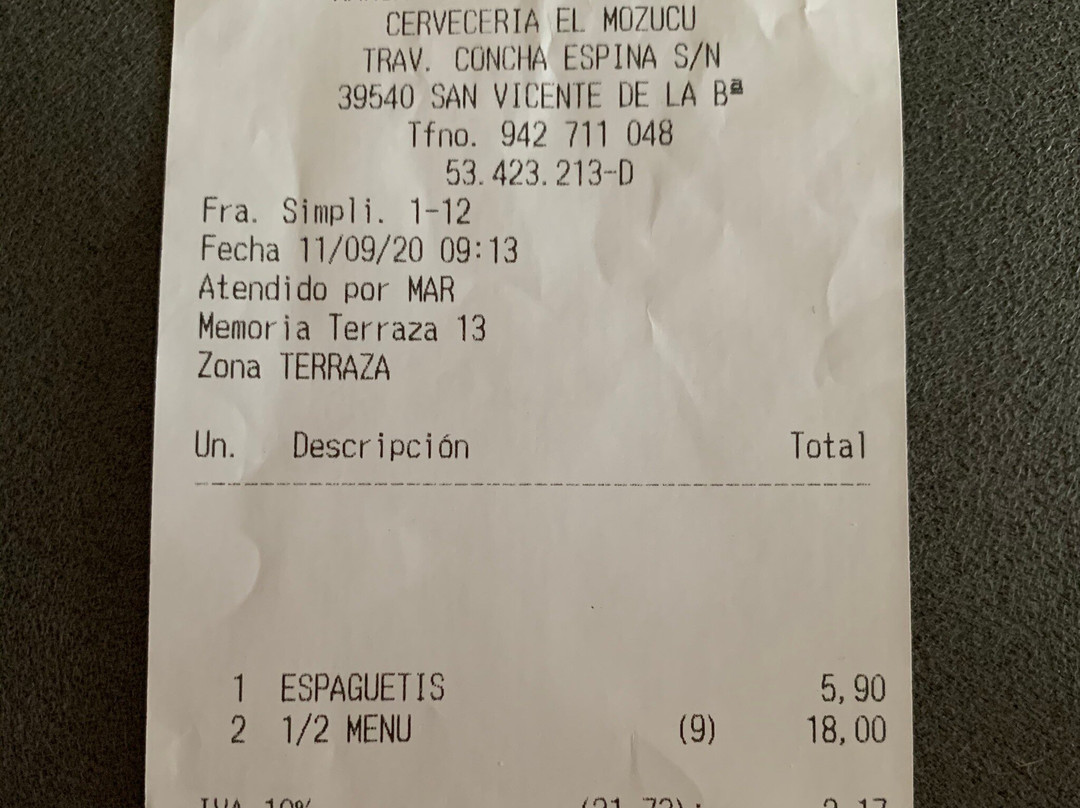 CERVECERIA EL MOZUCU
TRAV. CONCHA ESPINA S/N
39540 SAN VICENTE DE LA Bª
Tfno. 942 711 048
53.423.213-D
Fra. Simpli. 1-12
Fecha 11/09/20 09:13
Atendido por MAR
Memoria Terraza 13
Zona TERRAZA
Un. Descripción Total
1 ESPAGUETIS 5,90
2 1/2 MENU (9) 18,00
IVA 10%